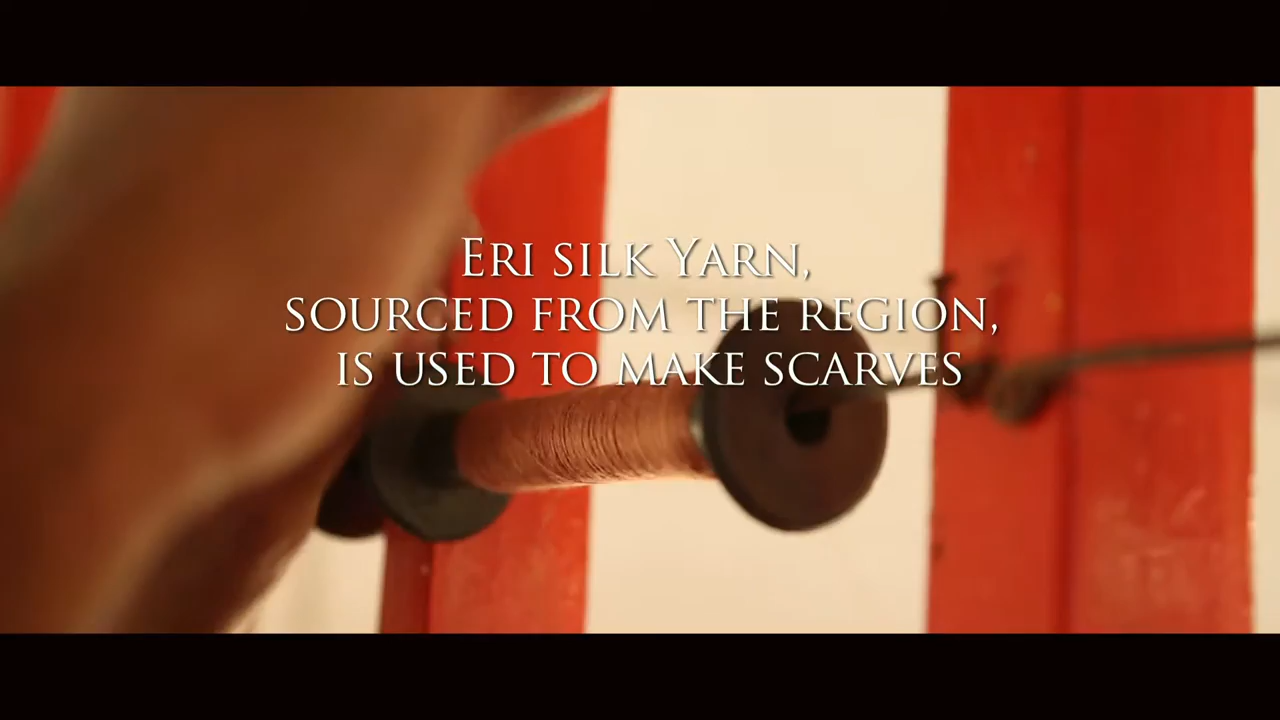 Eri silk Yarn,
sourced from the region,
is used to make scarves